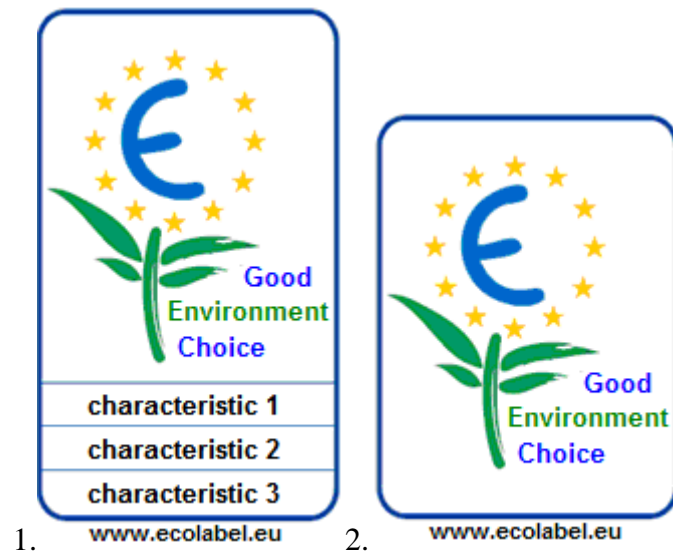 Good
Environment
Choice
characteristic 1
characteristic 2
characteristic 3
1. www.ecolabel.eu
Good
Environment
Choice
2. www.ecolabel.eu